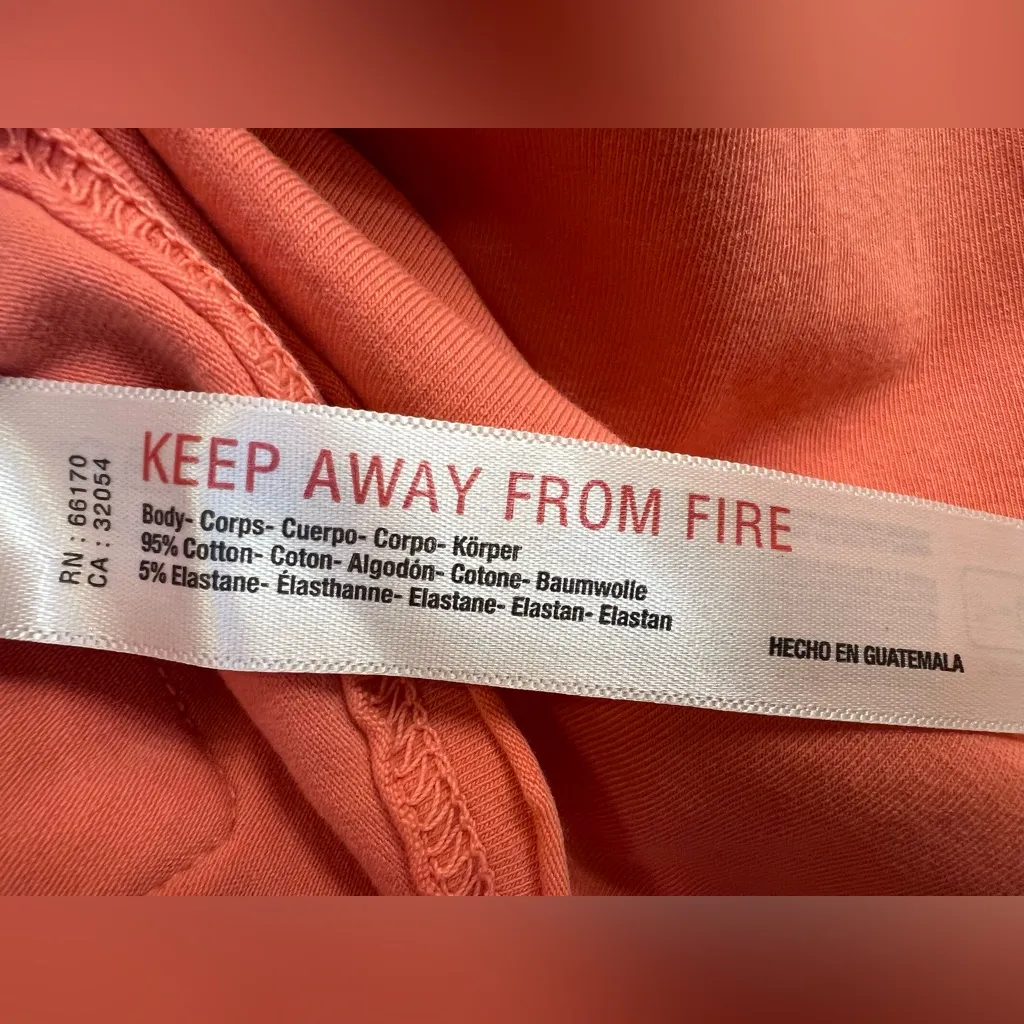 RN : 66170
CA : 32054
KEEP AWAY FROM FIRE
Body- Corps- Cuerpo- Corpo- Körper
95% Cotton- Coton- Algodón- Cotone- Baumwolle
5% Elastane- Élasthanne- Elastane- Elastan- Elastan
HECHO EN GUATEMALA